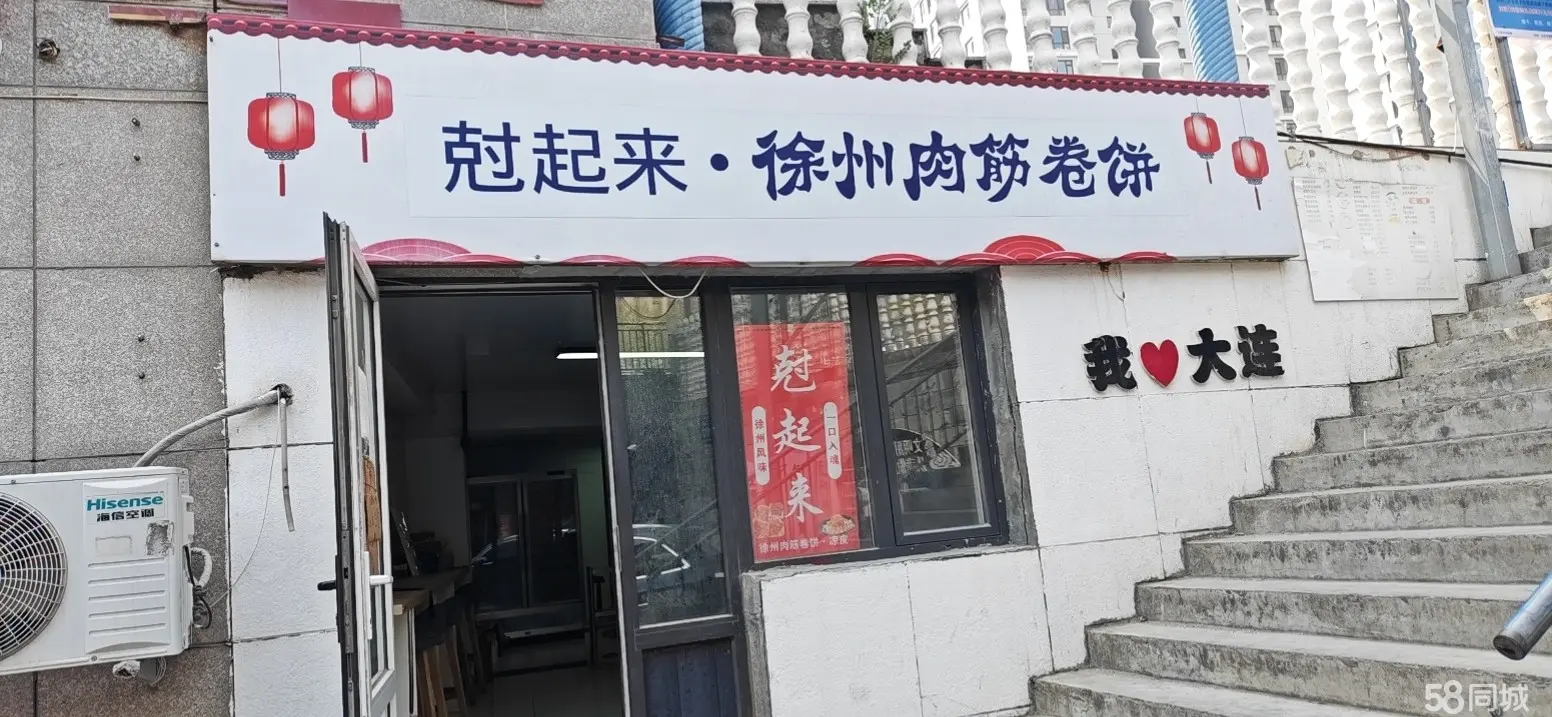 尅起来·徐州肉筋卷饼
我❤大连
尅起来
一口入魂
徐州风味
徐州肉筋卷饼·凉皮
Hisense
海信空调
58同城